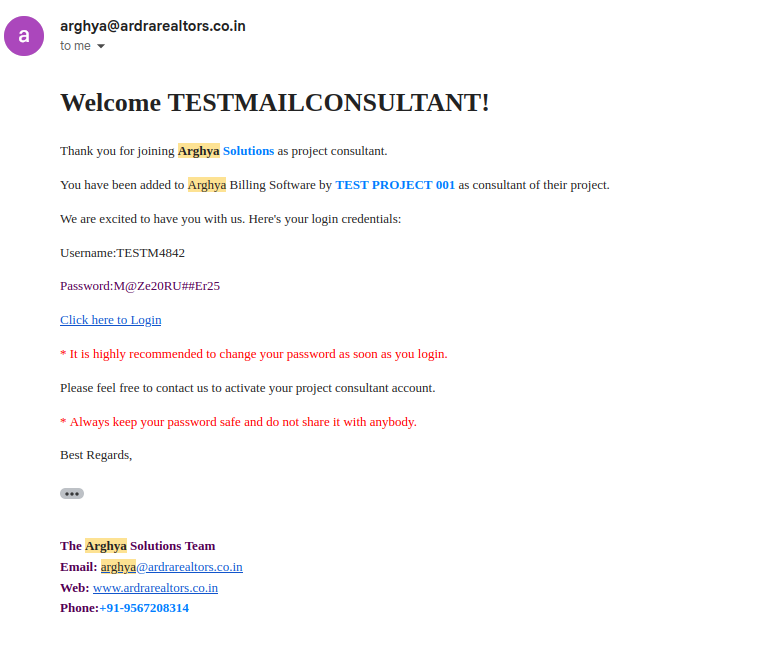 a
arghya@ardrarealtors.co.in
to me
Welcome TESTMAILCONSULTANT!
Thank you for joining Arghya Solutions as project consultant.
You have been added to Arghya Billing Software by TEST PROJECT 001 as consultant of their project.
We are excited to have you with us. Here's your login credentials:
Username:TESTM4842
Password:M@Ze20RU##Er25
Click here to Login
* It is highly recommended to change your password as soon as you login.
Please feel free to contact us to activate your project consultant account.
* Always keep your password safe and do not share it with anybody.
Best Regards,
The Arghya Solutions Team
Email: arghya@ardrarealtors.co.in
Web: www.ardrarealtors.co.in
Phone:+91-9567208314